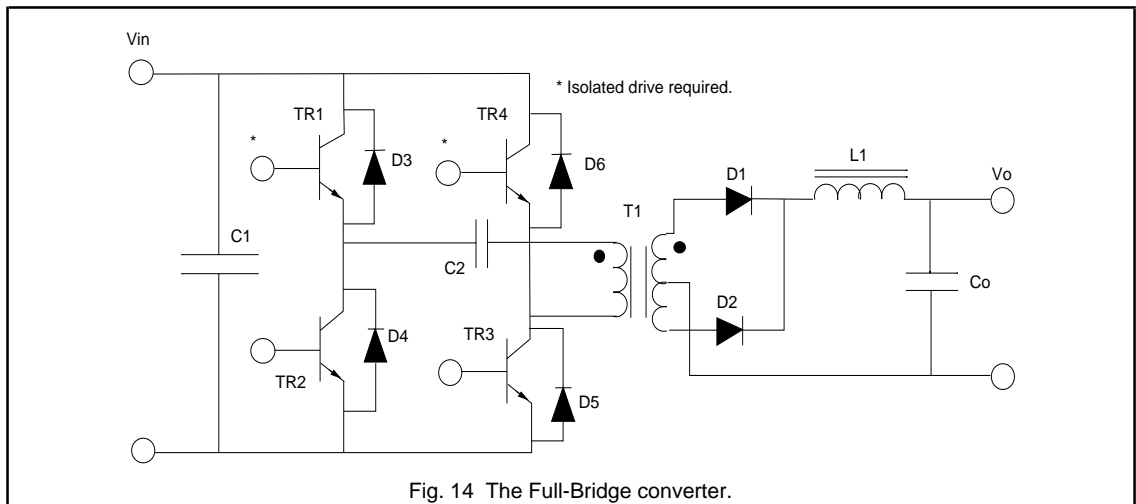 Vin
* Isolated drive required.
TR1
TR4
*
*
D3
D6
D1
L1
Vo
T1
C1
C2
Co
D2
TR3
D4
TR2
D5
Fig. 14 The Full-Bridge converter.